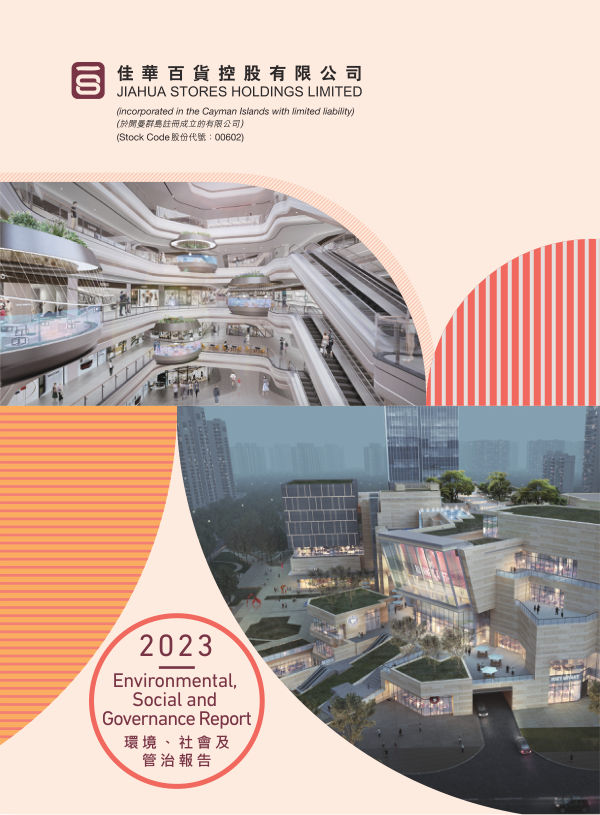 佳華百貨控股有限公司
JIAHUA STORES HOLDINGS LIMITED
(incorporated in the Cayman Islands with limited liability)
(於開曼群島註冊成立的有限公司)
(Stock Code 股份代號：00602)
2023
Environmental,
Social and
Governance Report
環境、社會及
管治報告